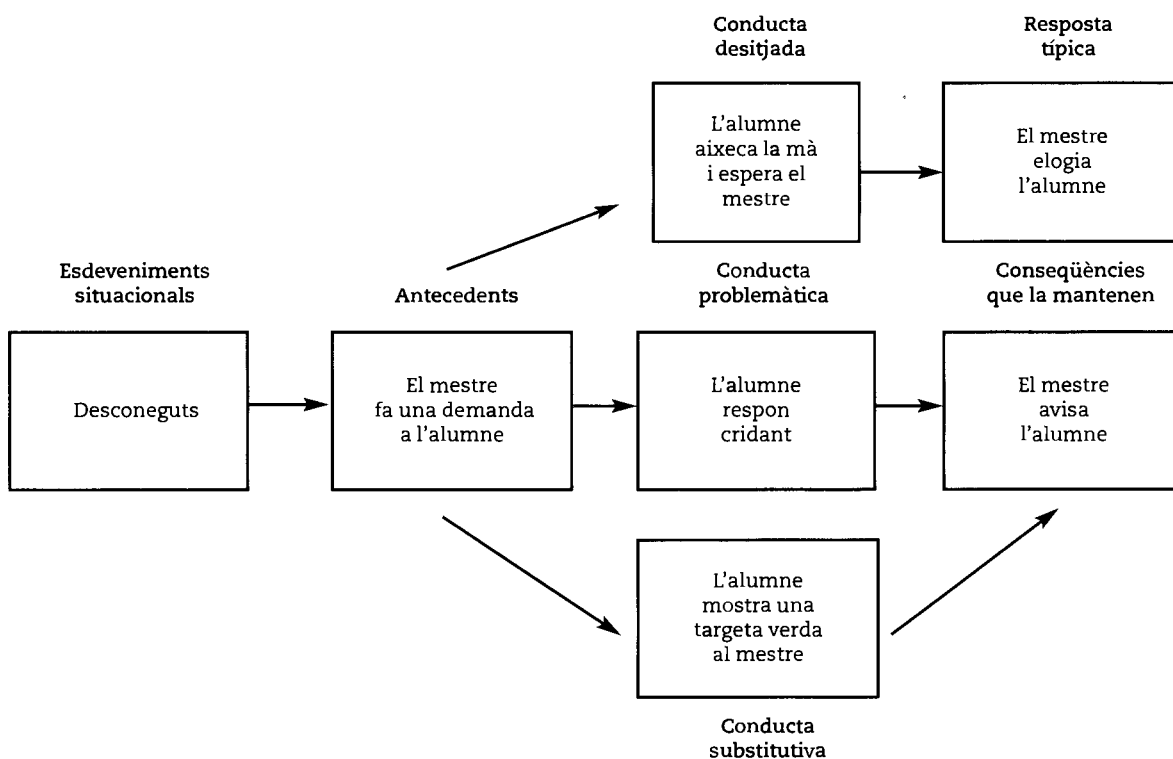 Conducta
desitjada
Resposta
típica
L'alumne
aixeca la mà
i espera el
mestre
El mestre
elogia
l'alumne
Esdeveniments
situacionals
Antecedents
Conducta
problemàtica
Conseqüències
que la mantenen
Desconeguts
El mestre
fa una demanda
a l'alumne
L'alumne
respon
cridant
El mestre
avisa
l'alumne
L'alumne
mostra una
targeta verda
al mestre
Conducta
substitutiva